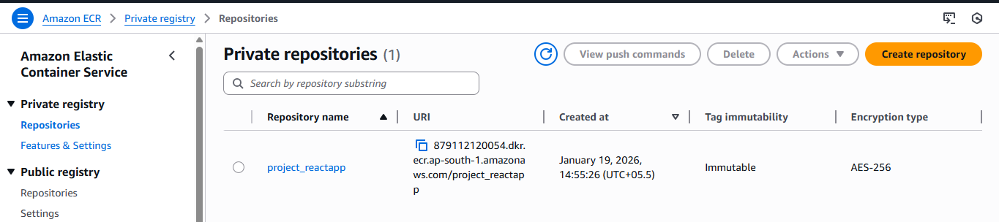 Amazon ECR > Private registry > Repositories
Amazon Elastic
Container Service
Private registry
Repositories
Features & Settings
Public registry
Repositories
Settings
Private repositories (1)
View push commands
Delete
Actions
Create repository
Search by repository substring
Repository name URI Created at Tag immutability Encryption type
project_reactapp
879112120054.dkr.
ecr.ap-south-1.amazona
ws.com/project_reactap
p
January 19, 2026,
14:55:26 (UTC+05.5)
Immutable
AES-256